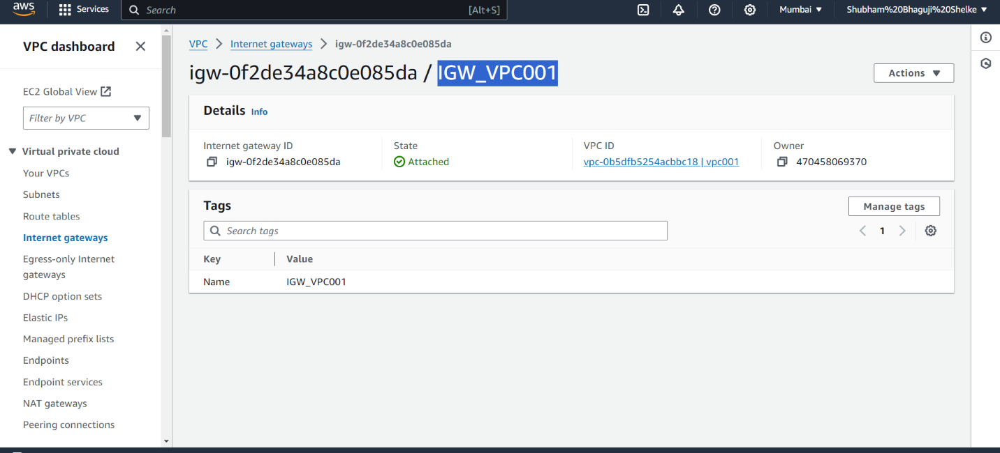 aws
Services
Search
[Alt+S]
Mumbai
Shubham%20Bhaguji%20Shelke
VPC dashboard
EC2 Global View
Filter by VPC
Virtual private cloud
Your VPCs
Subnets
Route tables
Internet gateways
Egress-only Internet
gateways
DHCP option sets
Elastic IPs
Managed prefix lists
Endpoints
Endpoint services
NAT gateways
Peering connections
VPC > Internet gateways > igw-0f2de34a8c0e085da
igw-0f2de34a8c0e085da / IGW_VPC001
Actions
Details Info
Internet gateway ID
igw-0f2de34a8c0e085da
State
Attached
VPC ID
vpc-0b5dfb5254acbbc18 | vpc001
Owner
470458069370
Tags
Manage tags
Search tags
1
Key Value
Name IGW_VPC001